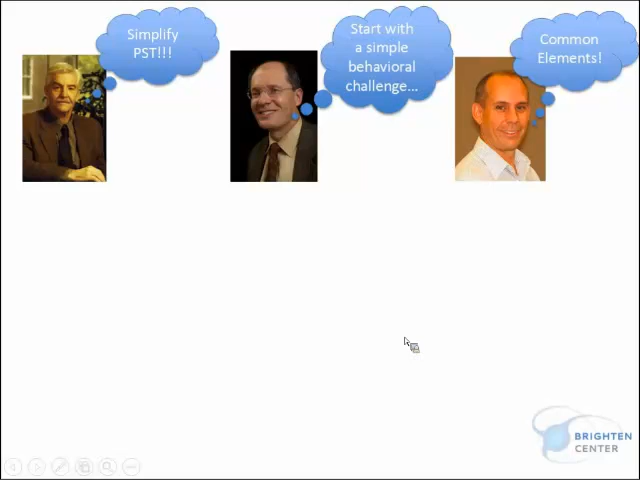 Simplify
PST!!!
Start with
a simple
behavioral
challenge...
Common
Elements!
BRIGHTEN
CENTER